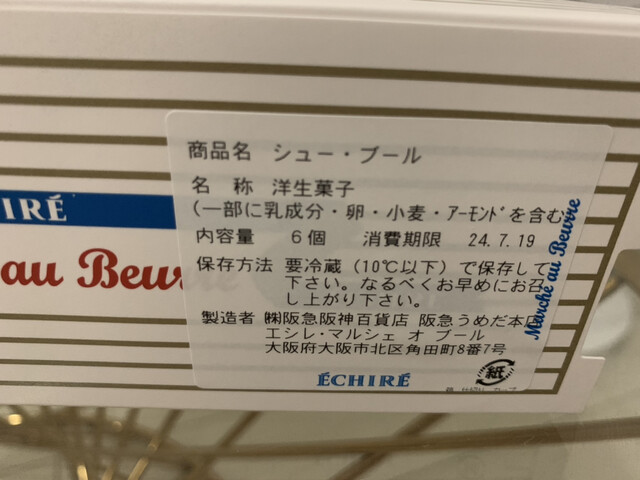 商品名 シュー・ブール
名 称 洋生菓子
(一部に乳成分・卵・小麦・アーモンドを含む
内容量 6個 消費期限 24.7.19
保存方法 要冷蔵(10℃以下)で保存して
下さい。なるべくお早めにお召
し上がり下さい。
製造者 ㈱阪急阪神百貨店 阪急うめだ本店
エシレ・マルシェ オ ブール
大阪府大阪市北区角田町8番7号
ÉCHIRÉ
紙
Marché au Beurre
IRÉ
au Beurre